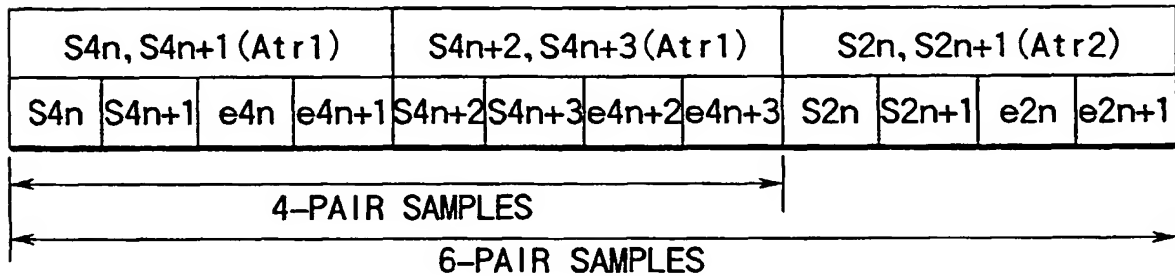 S4n, S4n+1(Atr1) S4n+2, S4n+3(Atr1) S2n, S2n+1(Atr2)
S4n S4n+1 e4n e4n+1 S4n+2 S4n+3 e4n+2 e4n+3 S2n S2n+1 e2n e2n+1
4-PAIR SAMPLES
6-PAIR SAMPLES